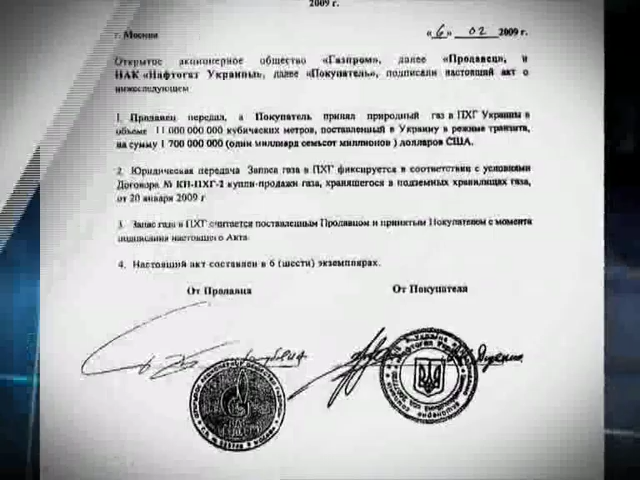 2009 г.
г. Москва «6» 02 2009 г.
Открытое акционерное общество «Газпром», далее «Продавец», и
НАК «Нафтогаз Украины», далее «Покупатель», подписали настоящий акт о
нижеследующем
1. Продавец передал, а Покупатель принял природный газ в ПХГ Украины в
объеме 11 000 000 000 кубических метров, поставленный в Украину в режиме транзита,
на сумму 1 700 000 000 (один миллиард семьсот миллионов ) долларов США.
2. Юридическая передача Запаса газа в ПХГ фиксируется в соответствии с условиями
Договора № КП-ПХГ-2 купли-продажи газа, хранящегося в подземных хранилищах газа,
от 20 января 2009 г
3. Запас газа в ПХГ считается поставленным Продавцом и принятым Покупателем с момента
подписания настоящего Акта.
4. Настоящий акт составлен в 6 (шести) экземплярах.
От Продавца От Покупателя